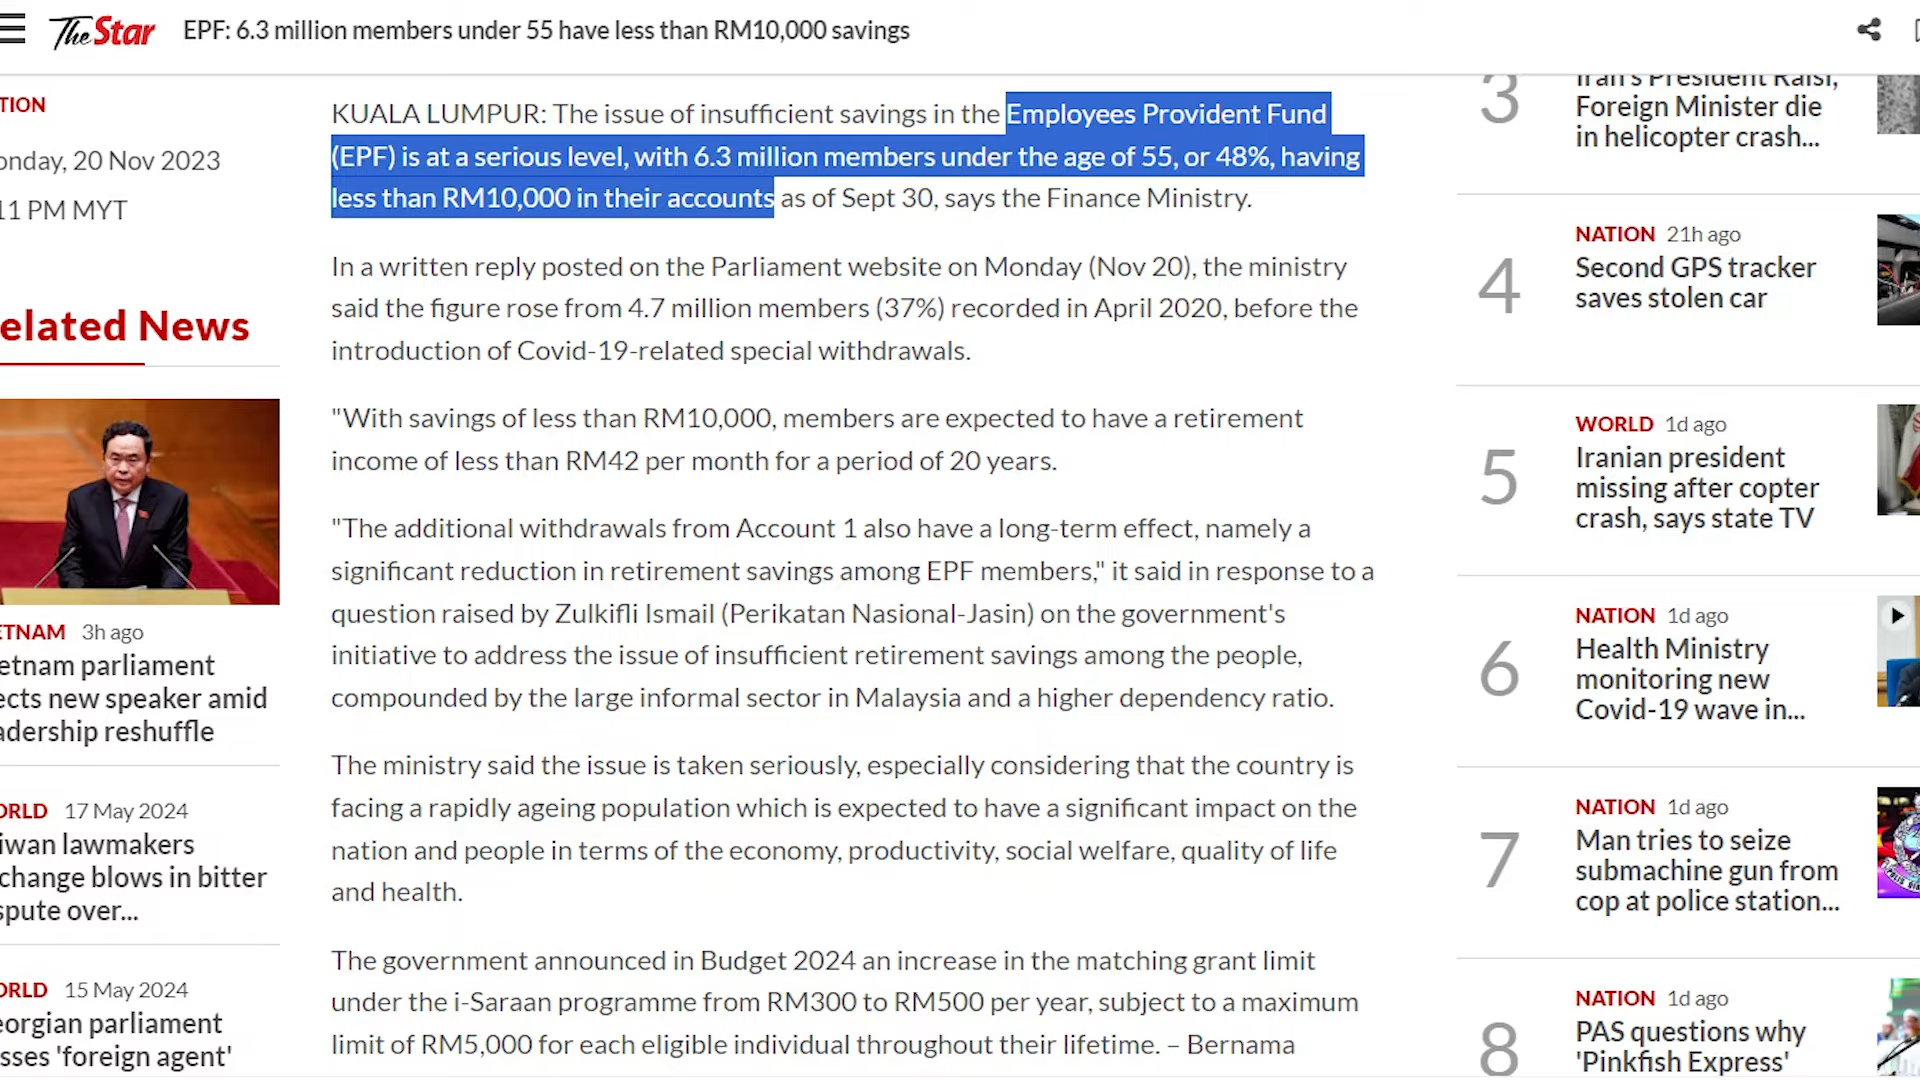 The Star
EPF: 6.3 million members under 55 have less than RM10,000 savings
TION
onday, 20 Nov 2023
11 PM MYT
elated News
ETNAM 3h ago
etnam parliament
ects new speaker amid
adership reshuffle
ORLD 17 May 2024
iwan lawmakers
change blows in bitter
spute over...
ORLD 15 May 2024
eorgian parliament
sses 'foreign agent'
KUALA LUMPUR: The issue of insufficient savings in the Employees Provident Fund
(EPF) is at a serious level, with 6.3 million members under the age of 55, or 48%, having
less than RM10,000 in their accounts as of Sept 30, says the Finance Ministry.
In a written reply posted on the Parliament website on Monday (Nov 20), the ministry
said the figure rose from 4.7 million members (37%) recorded in April 2020, before the
introduction of Covid-19-related special withdrawals.
"With savings of less than RM10,000, members are expected to have a retirement
income of less than RM42 per month for a period of 20 years.
"The additional withdrawals from Account 1 also have a long-term effect, namely a
significant reduction in retirement savings among EPF members," it said in response to a
question raised by Zulkifli Ismail (Perikatan Nasional-Jasin) on the government's
initiative to address the issue of insufficient retirement savings among the people,
compounded by the large informal sector in Malaysia and a higher dependency ratio.
The ministry said the issue is taken seriously, especially considering that the country is
facing a rapidly ageing population which is expected to have a significant impact on the
nation and people in terms of the economy, productivity, social welfare, quality of life
and health.
The government announced in Budget 2024 an increase in the matching grant limit
under the i-Saraan programme from RM300 to RM500 per year, subject to a maximum
limit of RM5,000 for each eligible individual throughout their lifetime. – Bernama
3
Iran's President Raisi,
Foreign Minister die
in helicopter crash...
4
NATION 21h ago
Second GPS tracker
saves stolen car
5
WORLD 1d ago
Iranian president
missing after copter
crash, says state TV
6
NATION 1d ago
Health Ministry
monitoring new
Covid-19 wave in...
7
NATION 1d ago
Man tries to seize
submachine gun from
cop at police station...
8
NATION 1d ago
PAS questions why
'Pinkfish Express'